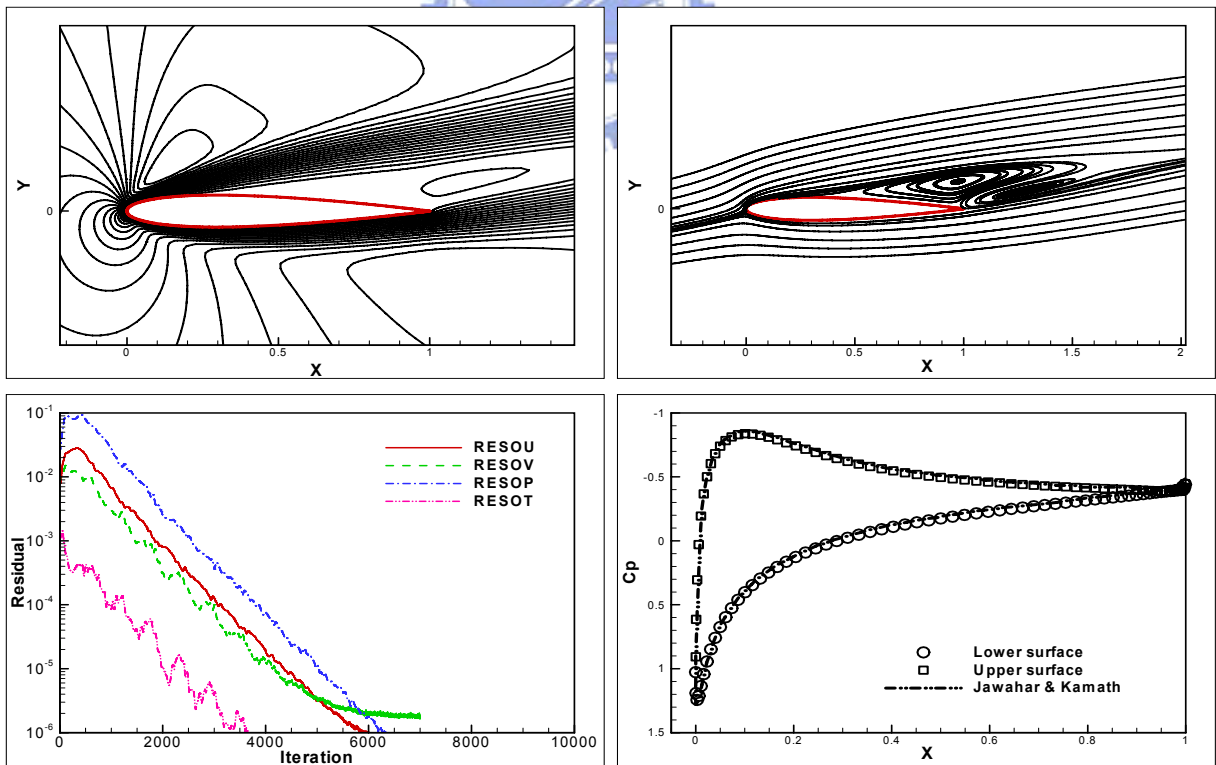 Y
0
0
0.5
1
X
Y
0
0
0.5
1
1.5
2
X
Residual
10^-1
10^-2
10^-3
10^-4
10^-5
10^-6
RESOU
RESOV
RESOP
RESOT
0
2000
4000
6000
8000
10000
Iteration
Cp
-1
-0.5
0
0.5
1
1.5
Lower surface
Upper surface
Jawahar & Kamath
0
0.2
0.4
0.6
0.8
1
X